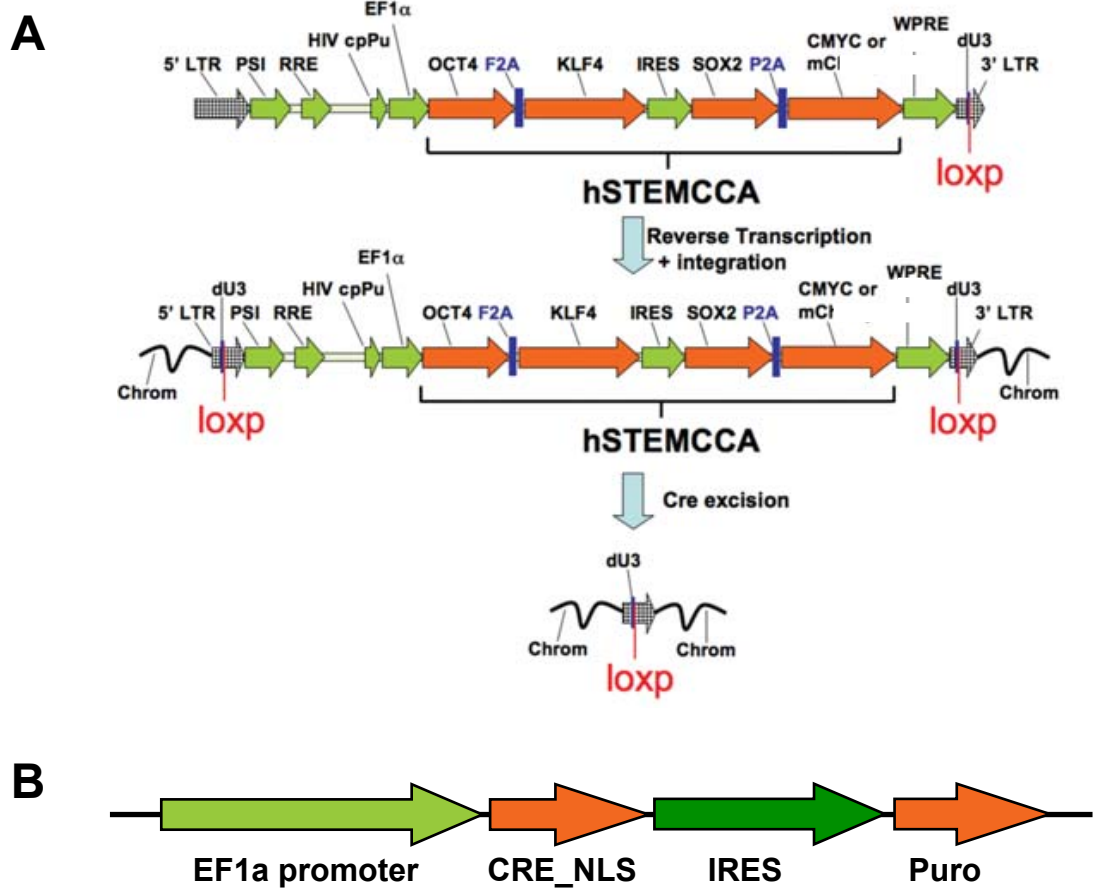 A
EF1α
WPRE
HIV cpPu
CMYC or
dU3
5' LTR PSI RRE OCT4 F2A KLF4 IRES SOX2 P2A 3' LTR
loxp
hSTEMCCA
Reverse Transcription
+ integration
EF1α
WPRE
dU3 HIV cpPu CMYC or dU3
5' LTR PSI RRE OCT4 F2A KLF4 IRES SOX2 P2A 3' LTR
Chrom Chrom
loxp loxp
hSTEMCCA
Cre excision
dU3
Chrom Chrom
loxp
B
EF1a promoter CRE_NLS IRES Puro